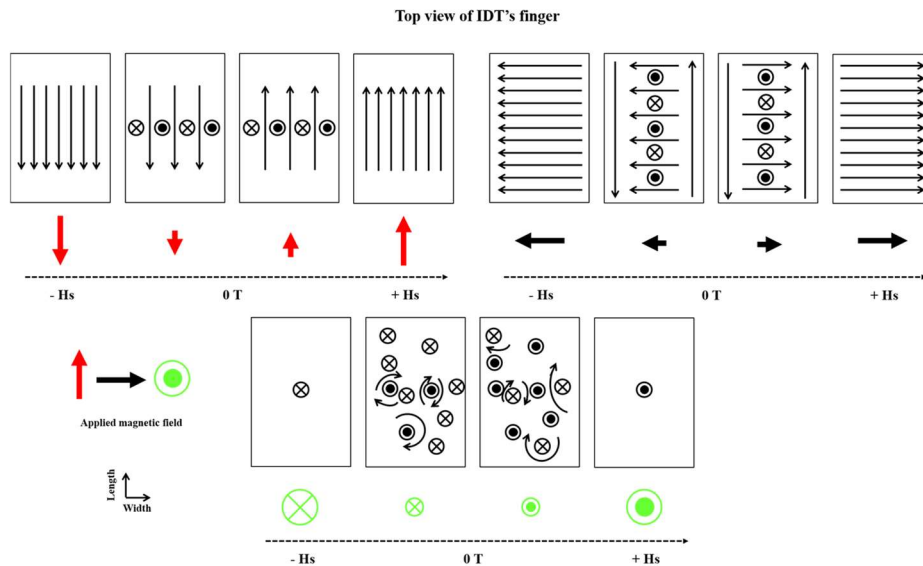 Top view of IDT's finger
- Hs
0 T
+ Hs
- Hs
0 T
+ Hs
Applied magnetic field
Length
Width
- Hs
0 T
+ Hs